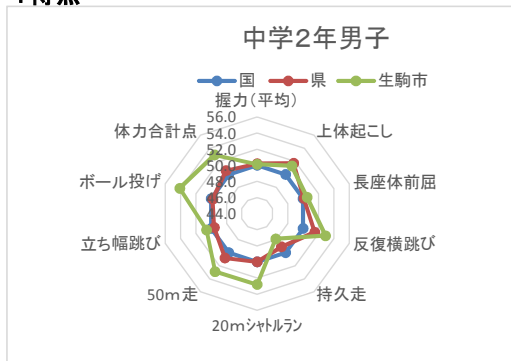 中学２年男子
国 県 生駒市
握力(平均)
上体起こし
長座体前屈
反復横跳び
持久走
20mｼｬﾄﾙﾗﾝ
50m走
立ち幅跳び
ボール投げ
体力合計点
56.0
54.0
52.0
50.0
48.0
46.0
44.0